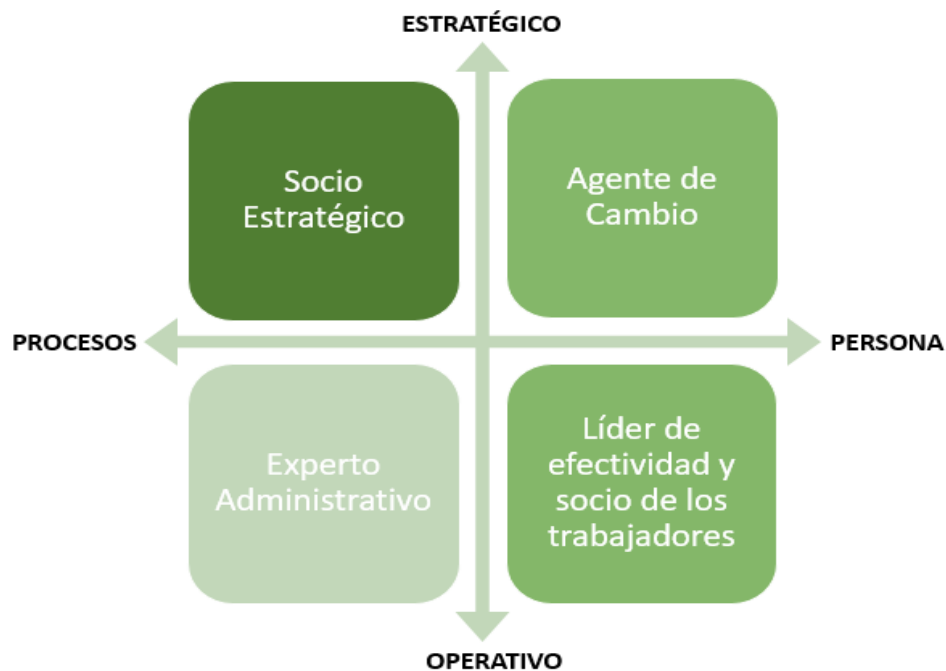 ESTRATÉGICO
Socio
Estratégico
Agente de
Cambio
PROCESOS
PERSONA
Experto
Administrativo
Líder de
efectividad y
socio de los
trabajadores
OPERATIVO